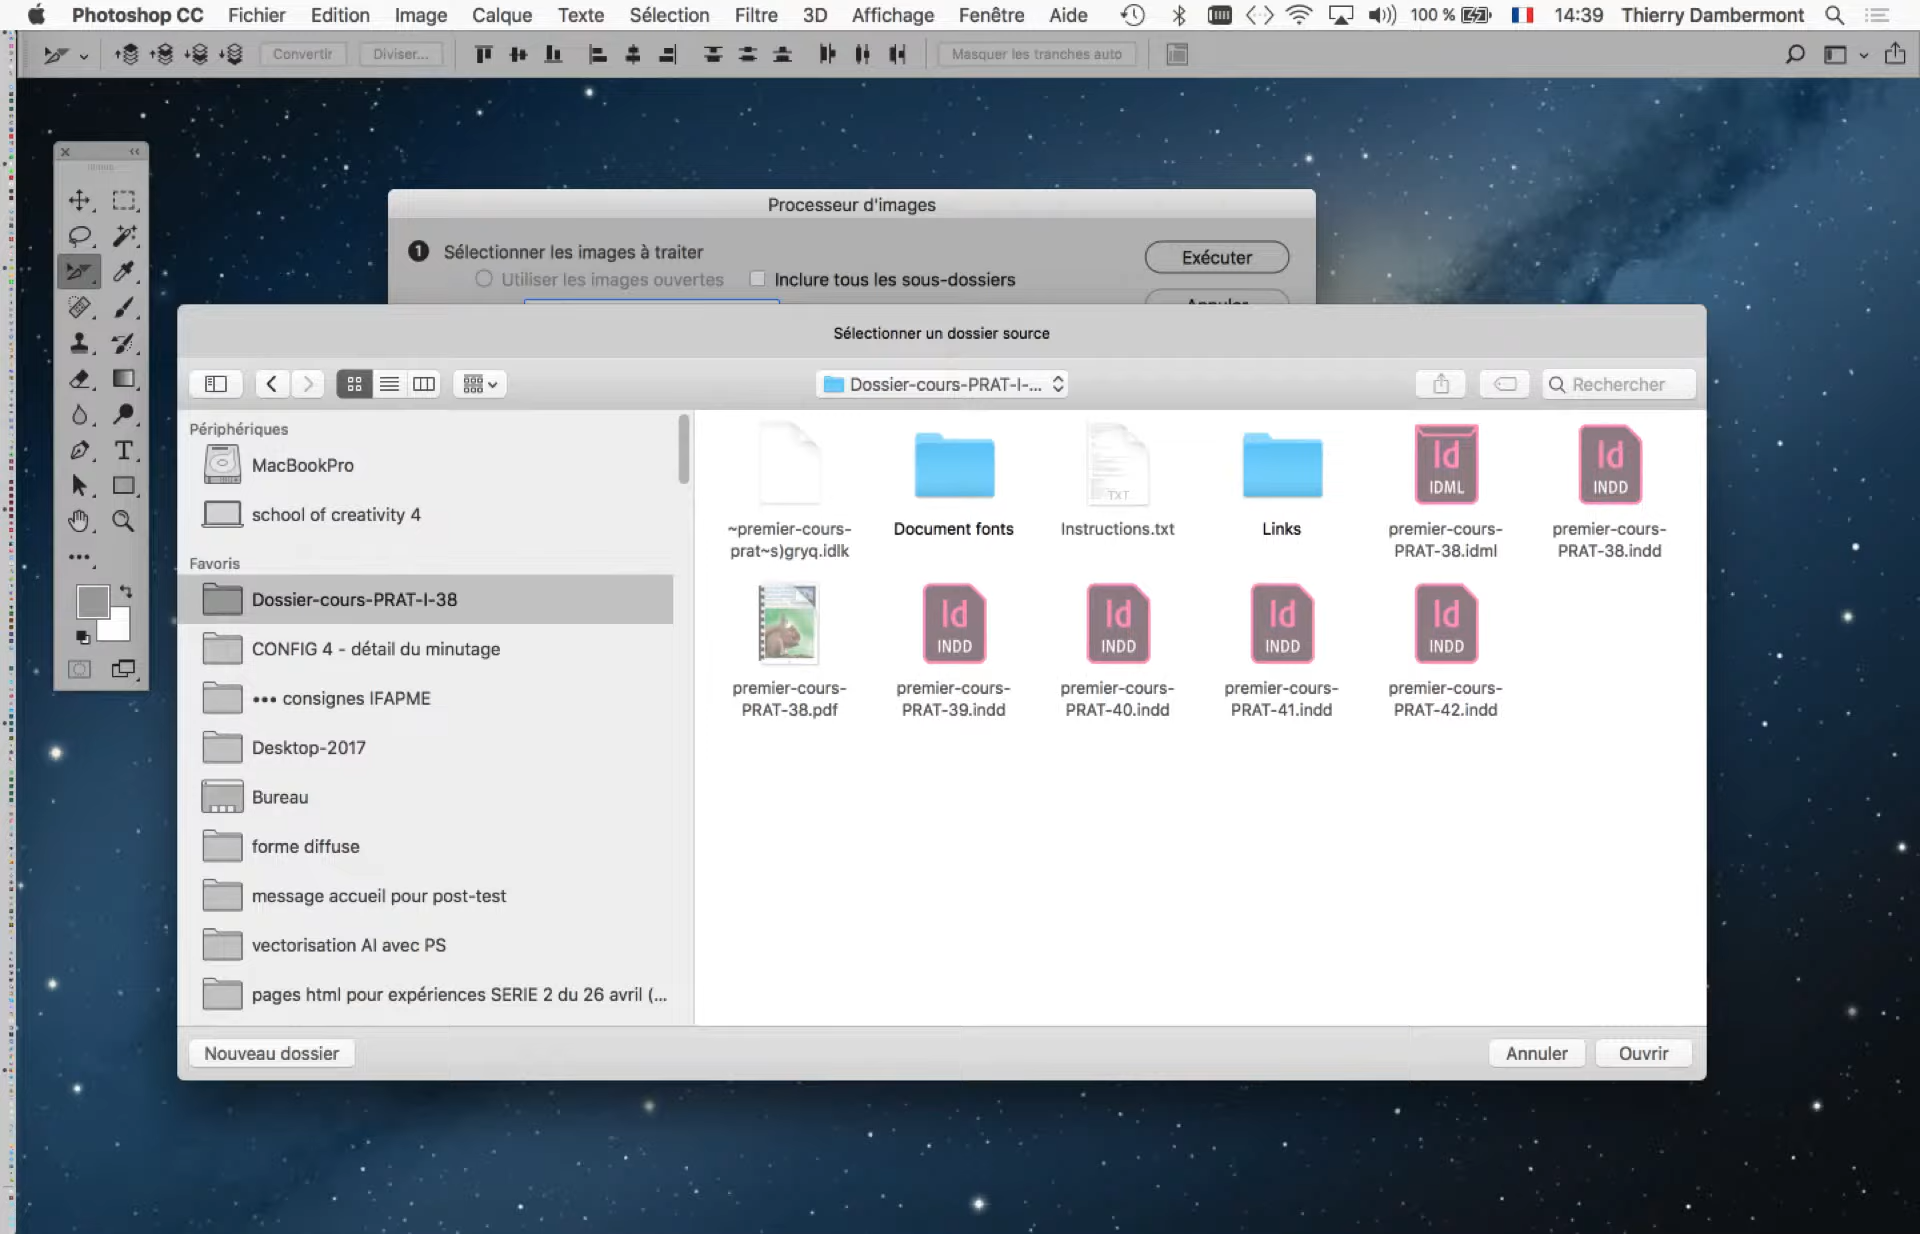 Photoshop CC Fichier Edition Image Calque Texte Sélection Filtre 3D Affichage Fenêtre Aide 100 % 14:39 Thierry Dambermont
Convertir Diviser... Masquer les tranches auto
Processeur d'images
1 Sélectionner les images à traiter
Exécuter
Utiliser les images ouvertes Inclure tous les sous-dossiers
Annuler
Sélectionner un dossier source
Dossier-cours-PRAT-I-... Rechercher
Périphériques
MacBookPro
school of creativity 4
Favoris
Dossier-cours-PRAT-I-38
CONFIG 4 - détail du minutage
••• consignes IFAPME
Desktop-2017
Bureau
forme diffuse
message accueil pour post-test
vectorisation AI avec PS
pages html pour expériences SERIE 2 du 26 avril (...
TXT
Id
IDML
Id
INDD
~premier-cours-
prat~s)gryq.idlk
Document fonts
Instructions.txt
Links
premier-cours-
PRAT-38.idml
premier-cours-
PRAT-38.indd
Id
INDD
Id
INDD
Id
INDD
Id
INDD
premier-cours-
PRAT-38.pdf
premier-cours-
PRAT-39.indd
premier-cours-
PRAT-40.indd
premier-cours-
PRAT-41.indd
premier-cours-
PRAT-42.indd
Nouveau dossier Annuler Ouvrir